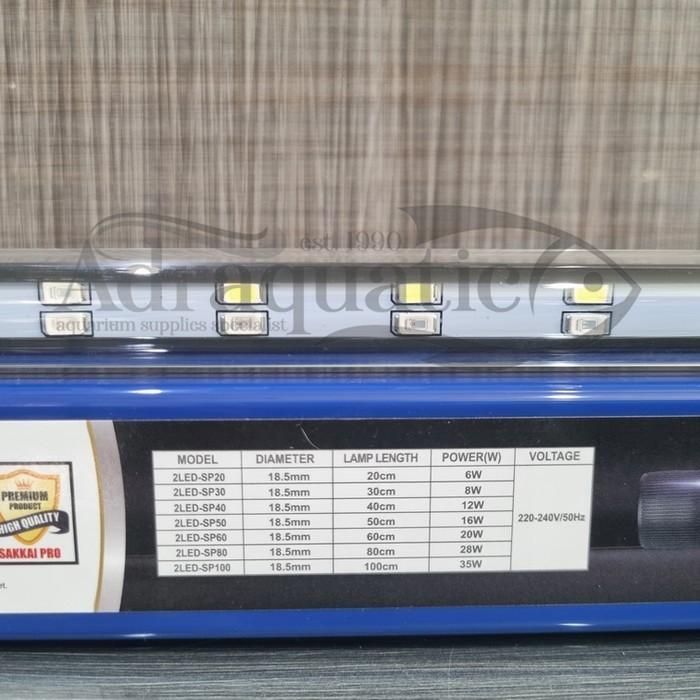 est. 1990
Adraquatic
aquarium supplies specialist
MODEL DIAMETER LAMP LENGTH POWER(W) VOLTAGE
2LED-SP20 18.5mm 20cm 6W
2LED-SP30 18.5mm 30cm 8W
2LED-SP40 18.5mm 40cm 12W
2LED-SP50 18.5mm 50cm 16W 220-240V/50Hz
2LED-SP60 18.5mm 60cm 20W
2LED-SP80 18.5mm 80cm 28W
2LED-SP100 18.5mm 100cm 35W
PREMIUM
PRODUCT
HIGH QUALITY
SAKKAI PRO